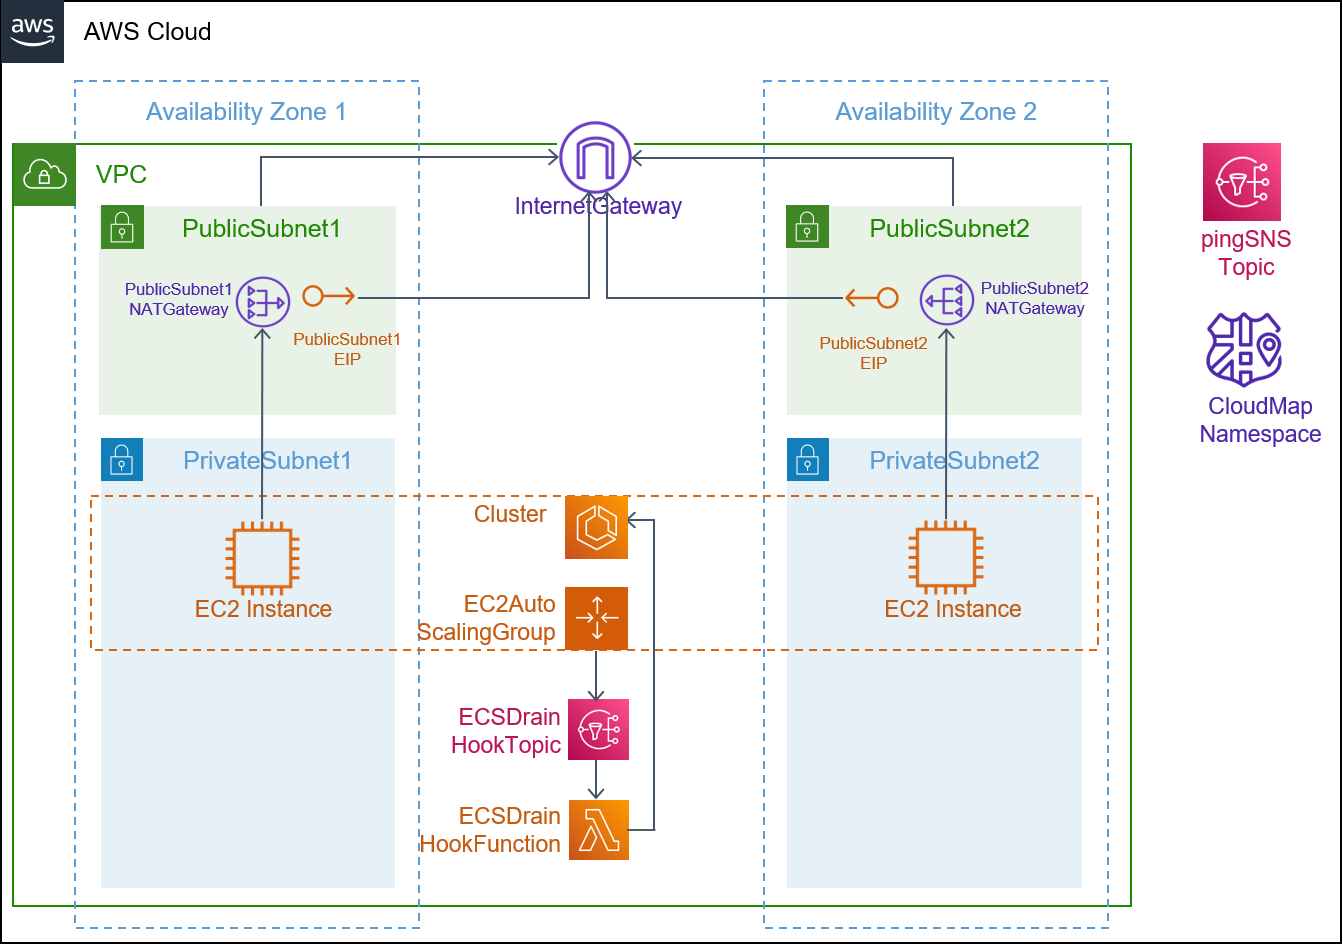 aws
AWS Cloud
Availability Zone 1
Availability Zone 2
VPC
InternetGateway
PublicSubnet1
PublicSubnet2
PublicSubnet1
NATGateway
PublicSubnet1
EIP
PublicSubnet2
EIP
PublicSubnet2
NATGateway
PrivateSubnet1
PrivateSubnet2
Cluster
EC2 Instance
EC2Auto
ScalingGroup
EC2 Instance
ECSDrain
HookTopic
ECSDrain
HookFunction
pingSNS
Topic
CloudMap
Namespace